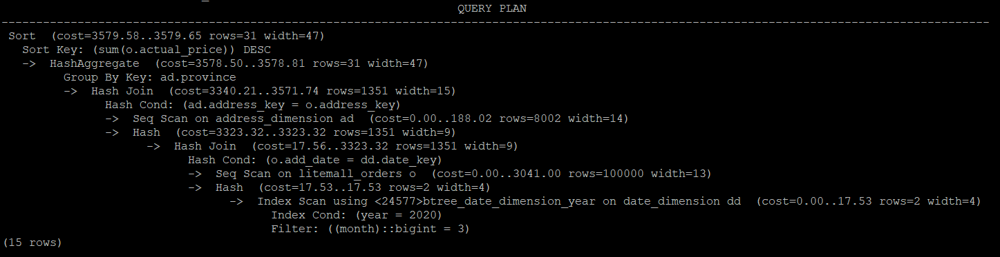 QUERY PLAN
---------------------------------------------------------------------------------------------------------------------------------------------
Sort  (cost=3579.58..3579.65 rows=31 width=47)
Sort Key: (sum(o.actual_price)) DESC
->  HashAggregate  (cost=3578.50..3578.81 rows=31 width=47)
Group By Key: ad.province
->  Hash Join  (cost=3340.21..3571.74 rows=1351 width=15)
Hash Cond: (ad.address_key = o.address_key)
->  Seq Scan on address_dimension ad  (cost=0.00..188.02 rows=8002 width=14)
->  Hash  (cost=3323.32..3323.32 rows=1351 width=9)
->  Hash Join  (cost=17.56..3323.32 rows=1351 width=9)
Hash Cond: (o.add_date = dd.date_key)
->  Seq Scan on litemall_orders o  (cost=0.00..3041.00 rows=100000 width=13)
->  Hash  (cost=17.53..17.53 rows=2 width=4)
->  Index Scan using <24577>btree_date_dimension_year on date_dimension dd  (cost=0.00..17.53 rows=2 width=4)
Index Cond: (year = 2020)
Filter: ((month)::bigint = 3)
(15 rows)